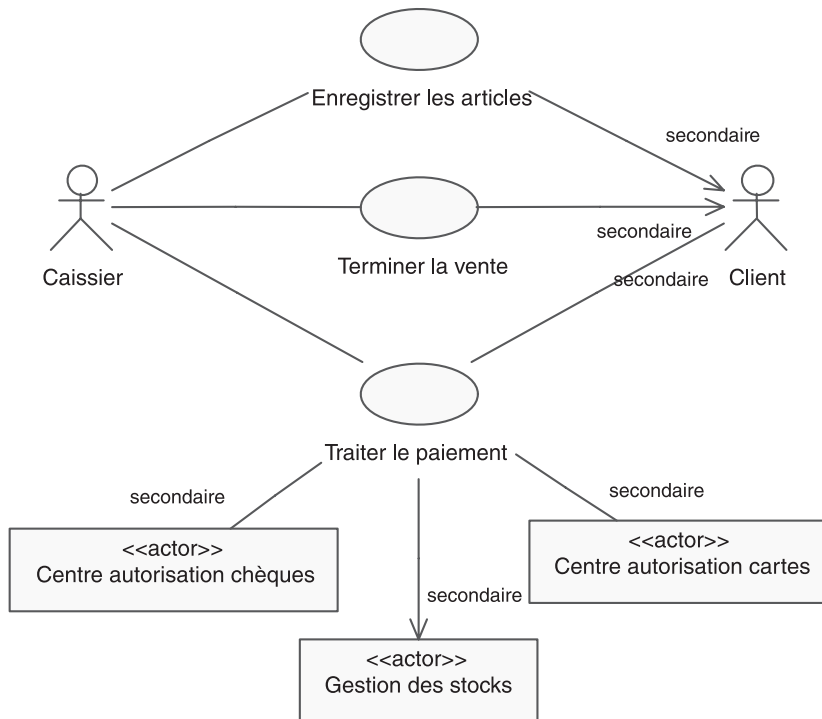 Enregistrer les articles
secondaire
secondaire
Caissier
Terminer la vente
secondaire
Client
Traiter le paiement
secondaire
secondaire
<<actor>>
Centre autorisation chèques
<<actor>>
Centre autorisation cartes
secondaire
<<actor>>
Gestion des stocks